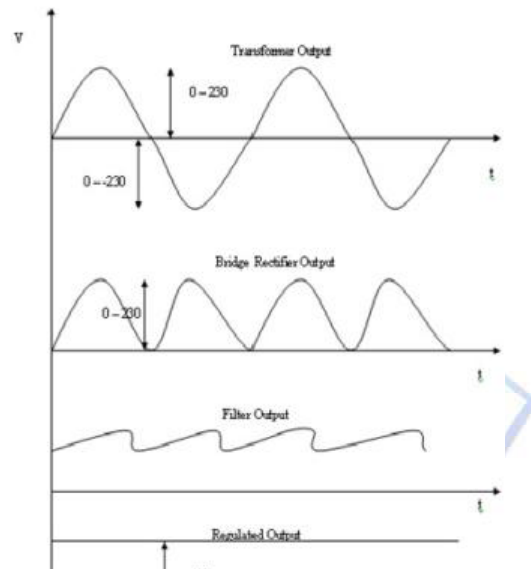 V
Transformer Output
0 – 230
t
0 = -230
Bridge Rectifier Output
0 – 230
t
Filter Output
t
Regulated Output